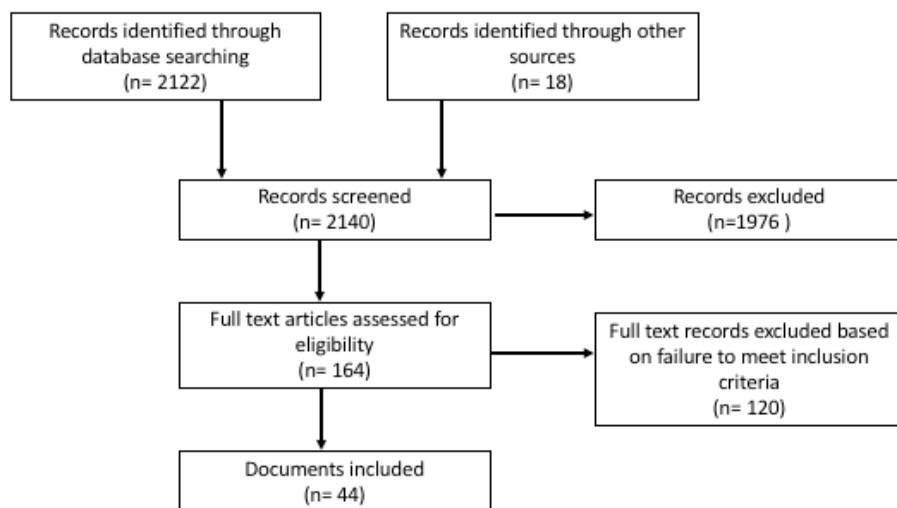 Records identified through
database searching
(n= 2122)
Records identified through other
sources
(n= 18)
Records screened
(n= 2140)
Records excluded
(n=1976 )
Full text articles assessed for
eligibility
(n= 164)
Full text records excluded based
on failure to meet inclusion
criteria
(n= 120)
Documents included
(n= 44)